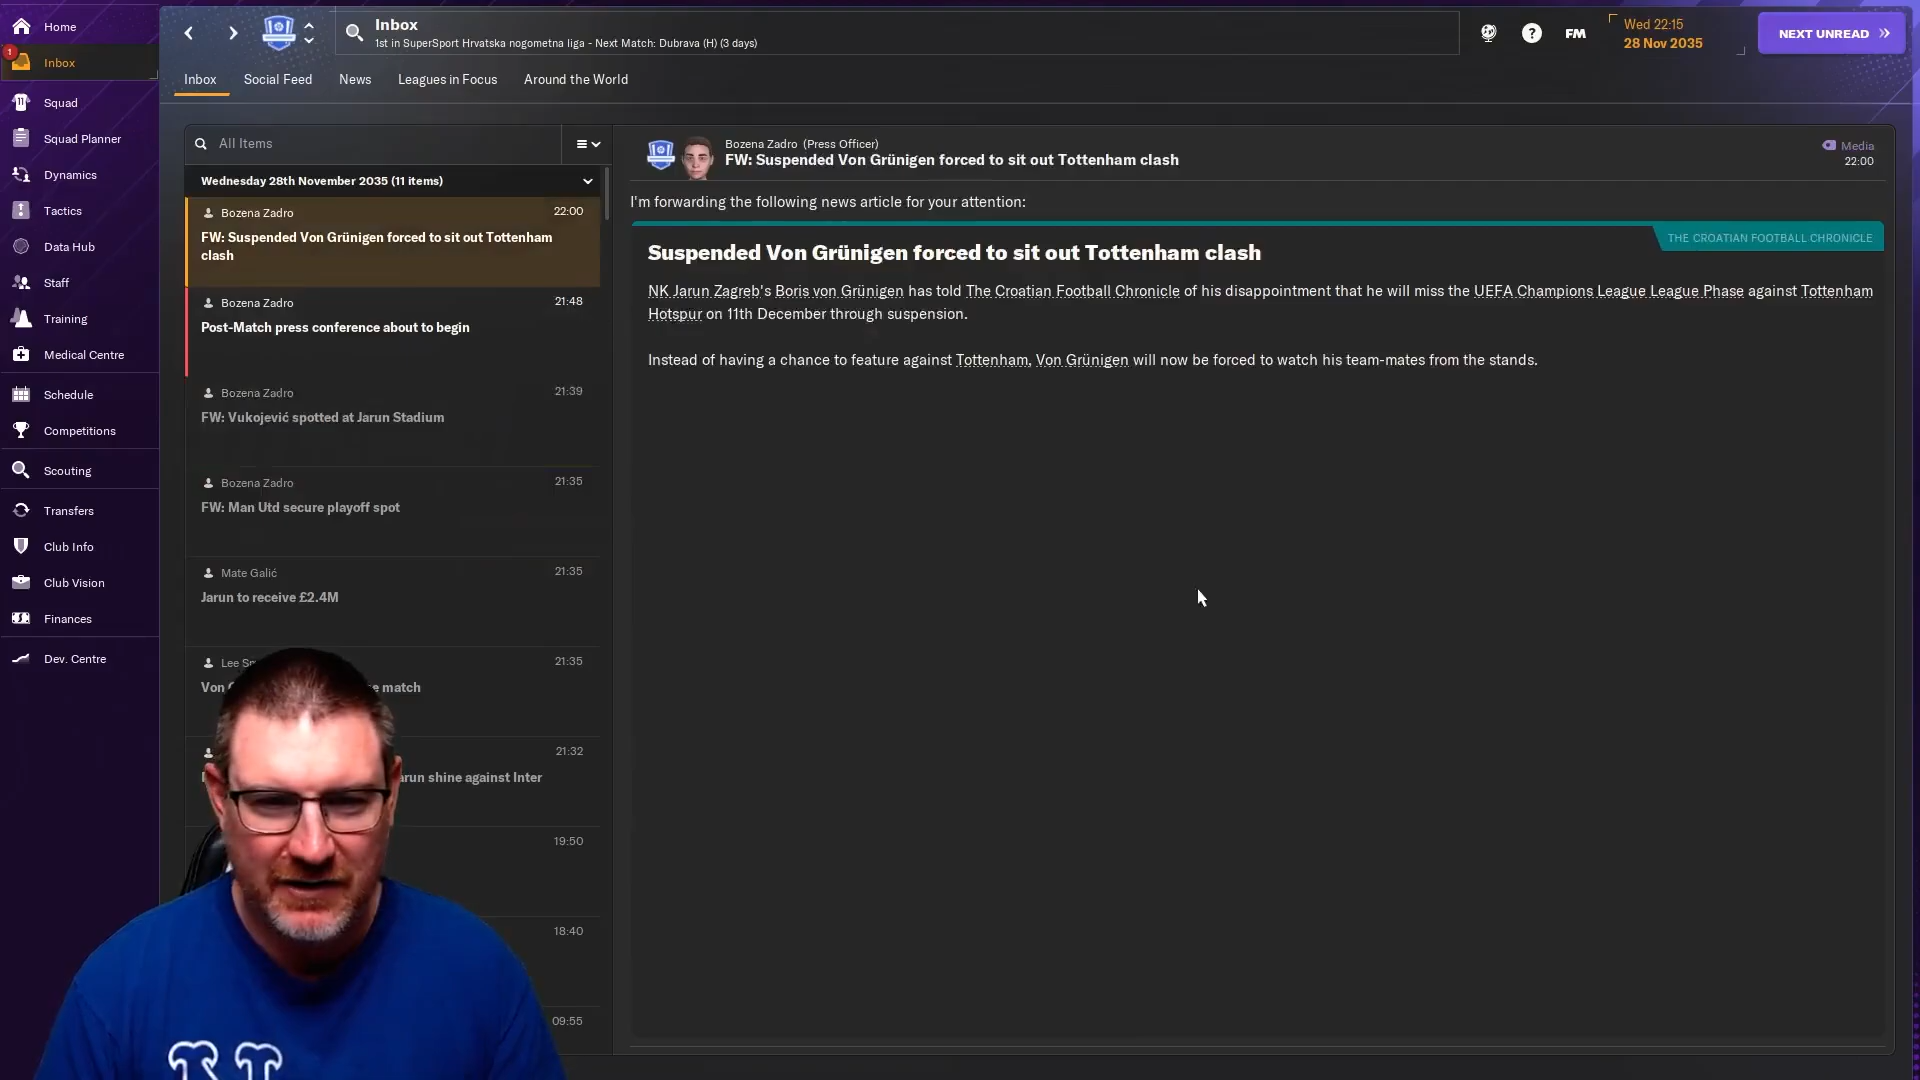 Home
1
Inbox
Squad
Squad Planner
Dynamics
Tactics
Data Hub
Staff
Training
Medical Centre
Schedule
Competitions
Scouting
Transfers
Club Info
Club Vision
Finances
Dev. Centre
Inbox
1st in SuperSport Hrvatska nogometna liga - Next Match: Dubrava (H) (3 days)
FM
Wed 22:15
28 Nov 2035
NEXT UNREAD
Inbox Social Feed News Leagues in Focus Around the World
All Items
Wednesday 28th November 2035 (11 items)
Bozena Zadro 22:00
FW: Suspended Von Grünigen forced to sit out Tottenham
clash
Bozena Zadro 21:48
Post-Match press conference about to begin
Bozena Zadro 21:39
FW: Vukojević spotted at Jarun Stadium
Bozena Zadro 21:35
FW: Man Utd secure playoff spot
Mate Galić 21:35
Jarun to receive £2.4M
Lee 21:35
Von match
21:32
arun shine against Inter
19:50
18:40
09:55
Bozena Zadro (Press Officer)
FW: Suspended Von Grünigen forced to sit out Tottenham clash
Media
22:00
I'm forwarding the following news article for your attention:
THE CROATIAN FOOTBALL CHRONICLE
Suspended Von Grünigen forced to sit out Tottenham clash
NK Jarun Zagreb's Boris von Grünigen has told The Croatian Football Chronicle of his disappointment that he will miss the UEFA Champions League League Phase against Tottenham
Hotspur on 11th December through suspension.
Instead of having a chance to feature against Tottenham, Von Grünigen will now be forced to watch his team-mates from the stands.